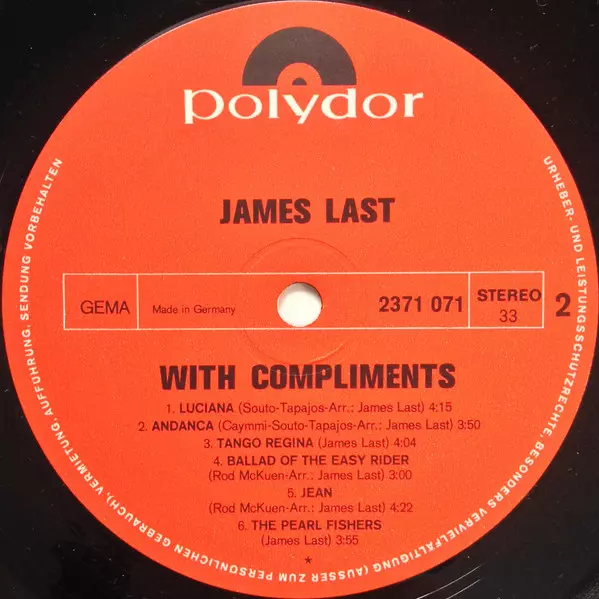 polydor
JAMES LAST
GEMA
Made in Germany
2371 071
STEREO
33
2
WITH COMPLIMENTS
1. LUCIANA (Souto-Tapajos-Arr.: James Last) 4:15
2. ANDANCA (Caymmi-Souto-Tapajos-Arr.: James Last) 3:50
3. TANGO REGINA (James Last) 4:04
4. BALLAD OF THE EASY RIDER
(Rod McKuen-Arr.: James Last) 3:00
5. JEAN
(Rod McKuen-Arr.: James Last) 4:22
6. THE PEARL FISHERS
(James Last) 3:55
*
URHEBER- UND LEISTUNGSSCHUTZRECHTE, BESONDERS VERVIELFÄLTIGUNG (AUSSER ZUM PERSÖNLICHEN GEBRAUCH), VERMIETUNG, AUFFÜHRUNG, SENDUNG VORBEHALTEN